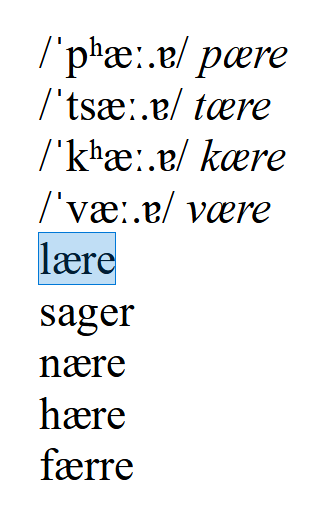 /ˈpʰæː.ɐ/ pære
/ˈtsæː.ɐ/ tære
/ˈkʰæː.ɐ/ kære
/ˈvæː.ɐ/ være
lære
sager
nære
hære
færre